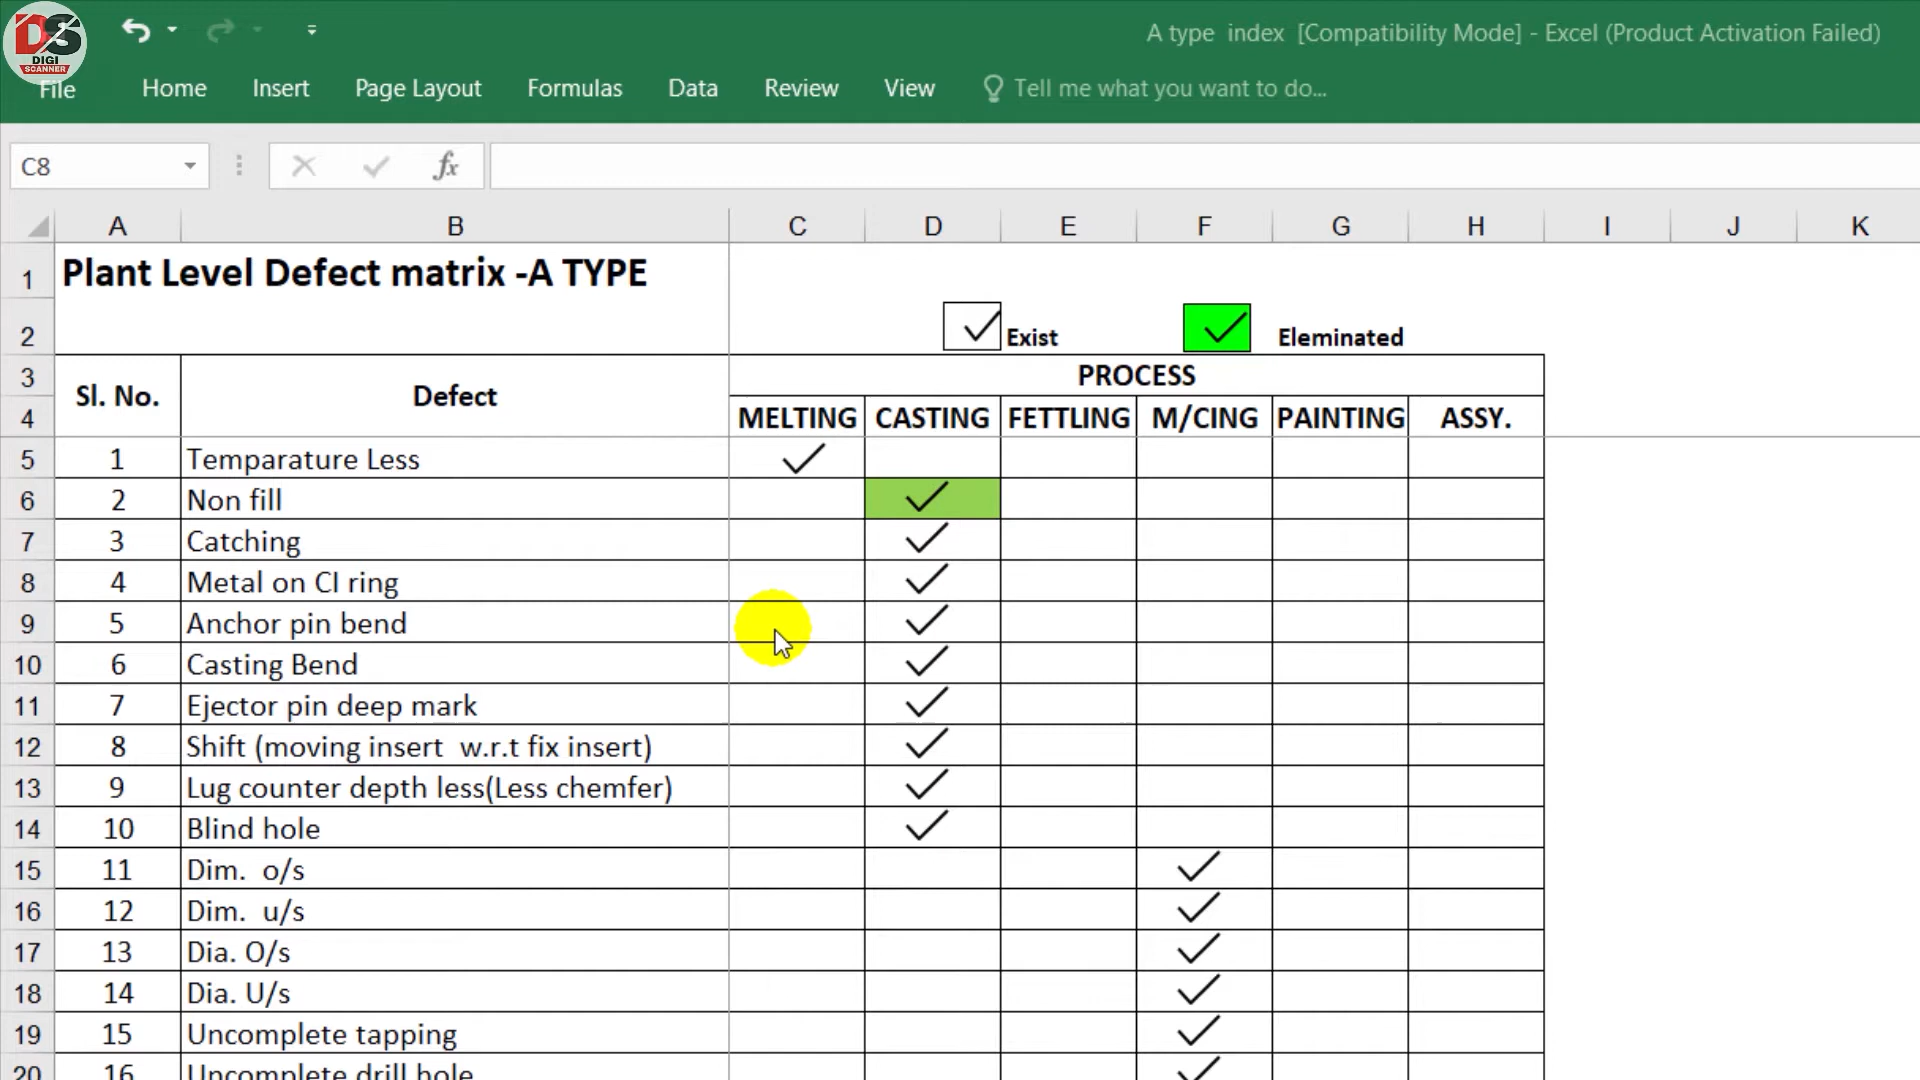 DS
DIGI
SCANNER
A type index [Compatibility Mode] - Excel (Product Activation Failed)
File Home Insert Page Layout Formulas Data Review View Tell me what you want to do...
C8 fx
A B C D E F G H I J K
1 Plant Level Defect matrix -A TYPE
2 Exist Eleminated
3 Sl. No. Defect PROCESS
4 MELTING CASTING FETTLING M/CING PAINTING ASSY.
5 1 Temparature Less
6 2 Non fill
7 3 Catching
8 4 Metal on CI ring
9 5 Anchor pin bend
10 6 Casting Bend
11 7 Ejector pin deep mark
12 8 Shift (moving insert w.r.t fix insert)
13 9 Lug counter depth less(Less chemfer)
14 10 Blind hole
15 11 Dim. o/s
16 12 Dim. u/s
17 13 Dia. O/s
18 14 Dia. U/s
19 15 Uncomplete tapping
20 16 Uncomplete drill hole